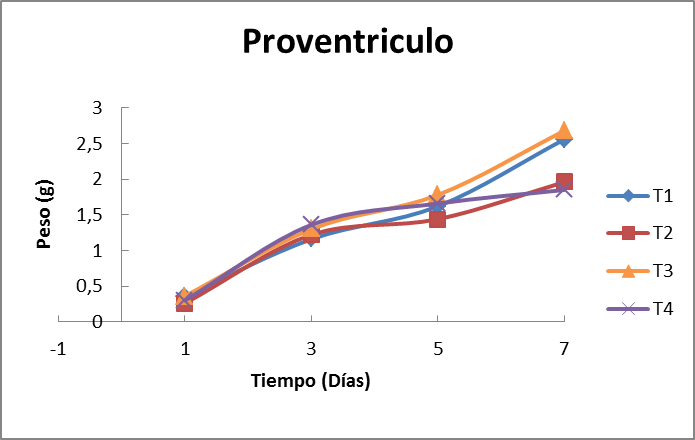 Proventriculo
3
2,5
2
1,5
1
0,5
0
Peso (g)
-1 1 3 5 7
Tiempo (Días)
T1
T2
T3
T4